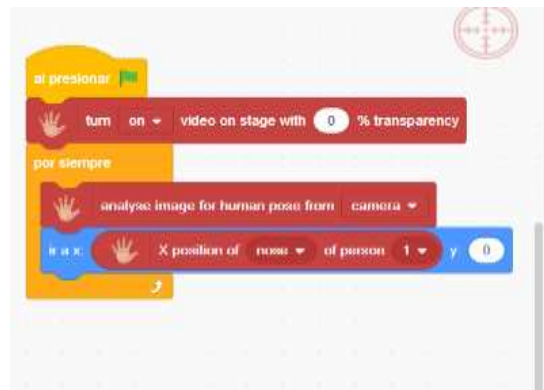 al presionar
turn on video on stage with 0 % transparency
por siempre
analyse image for human pose from camera
ir a x: X position of nose of person 1 y 0